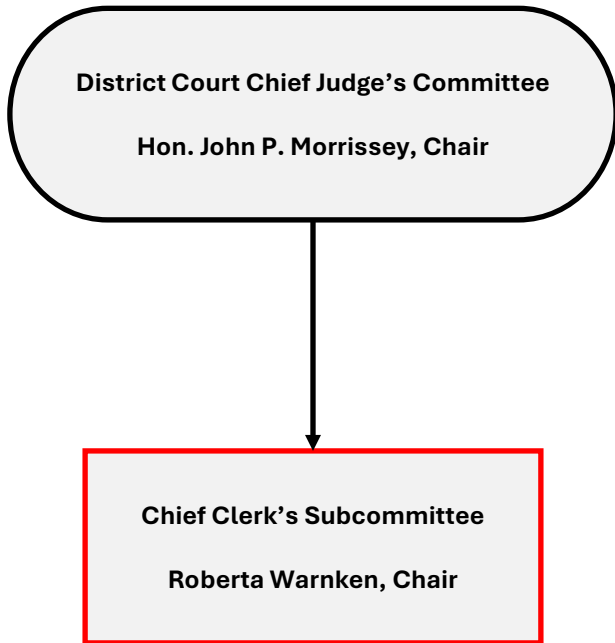 District Court Chief Judge’s Committee
Hon. John P. Morrissey, Chair
Chief Clerk’s Subcommittee
Roberta Warnken, Chair